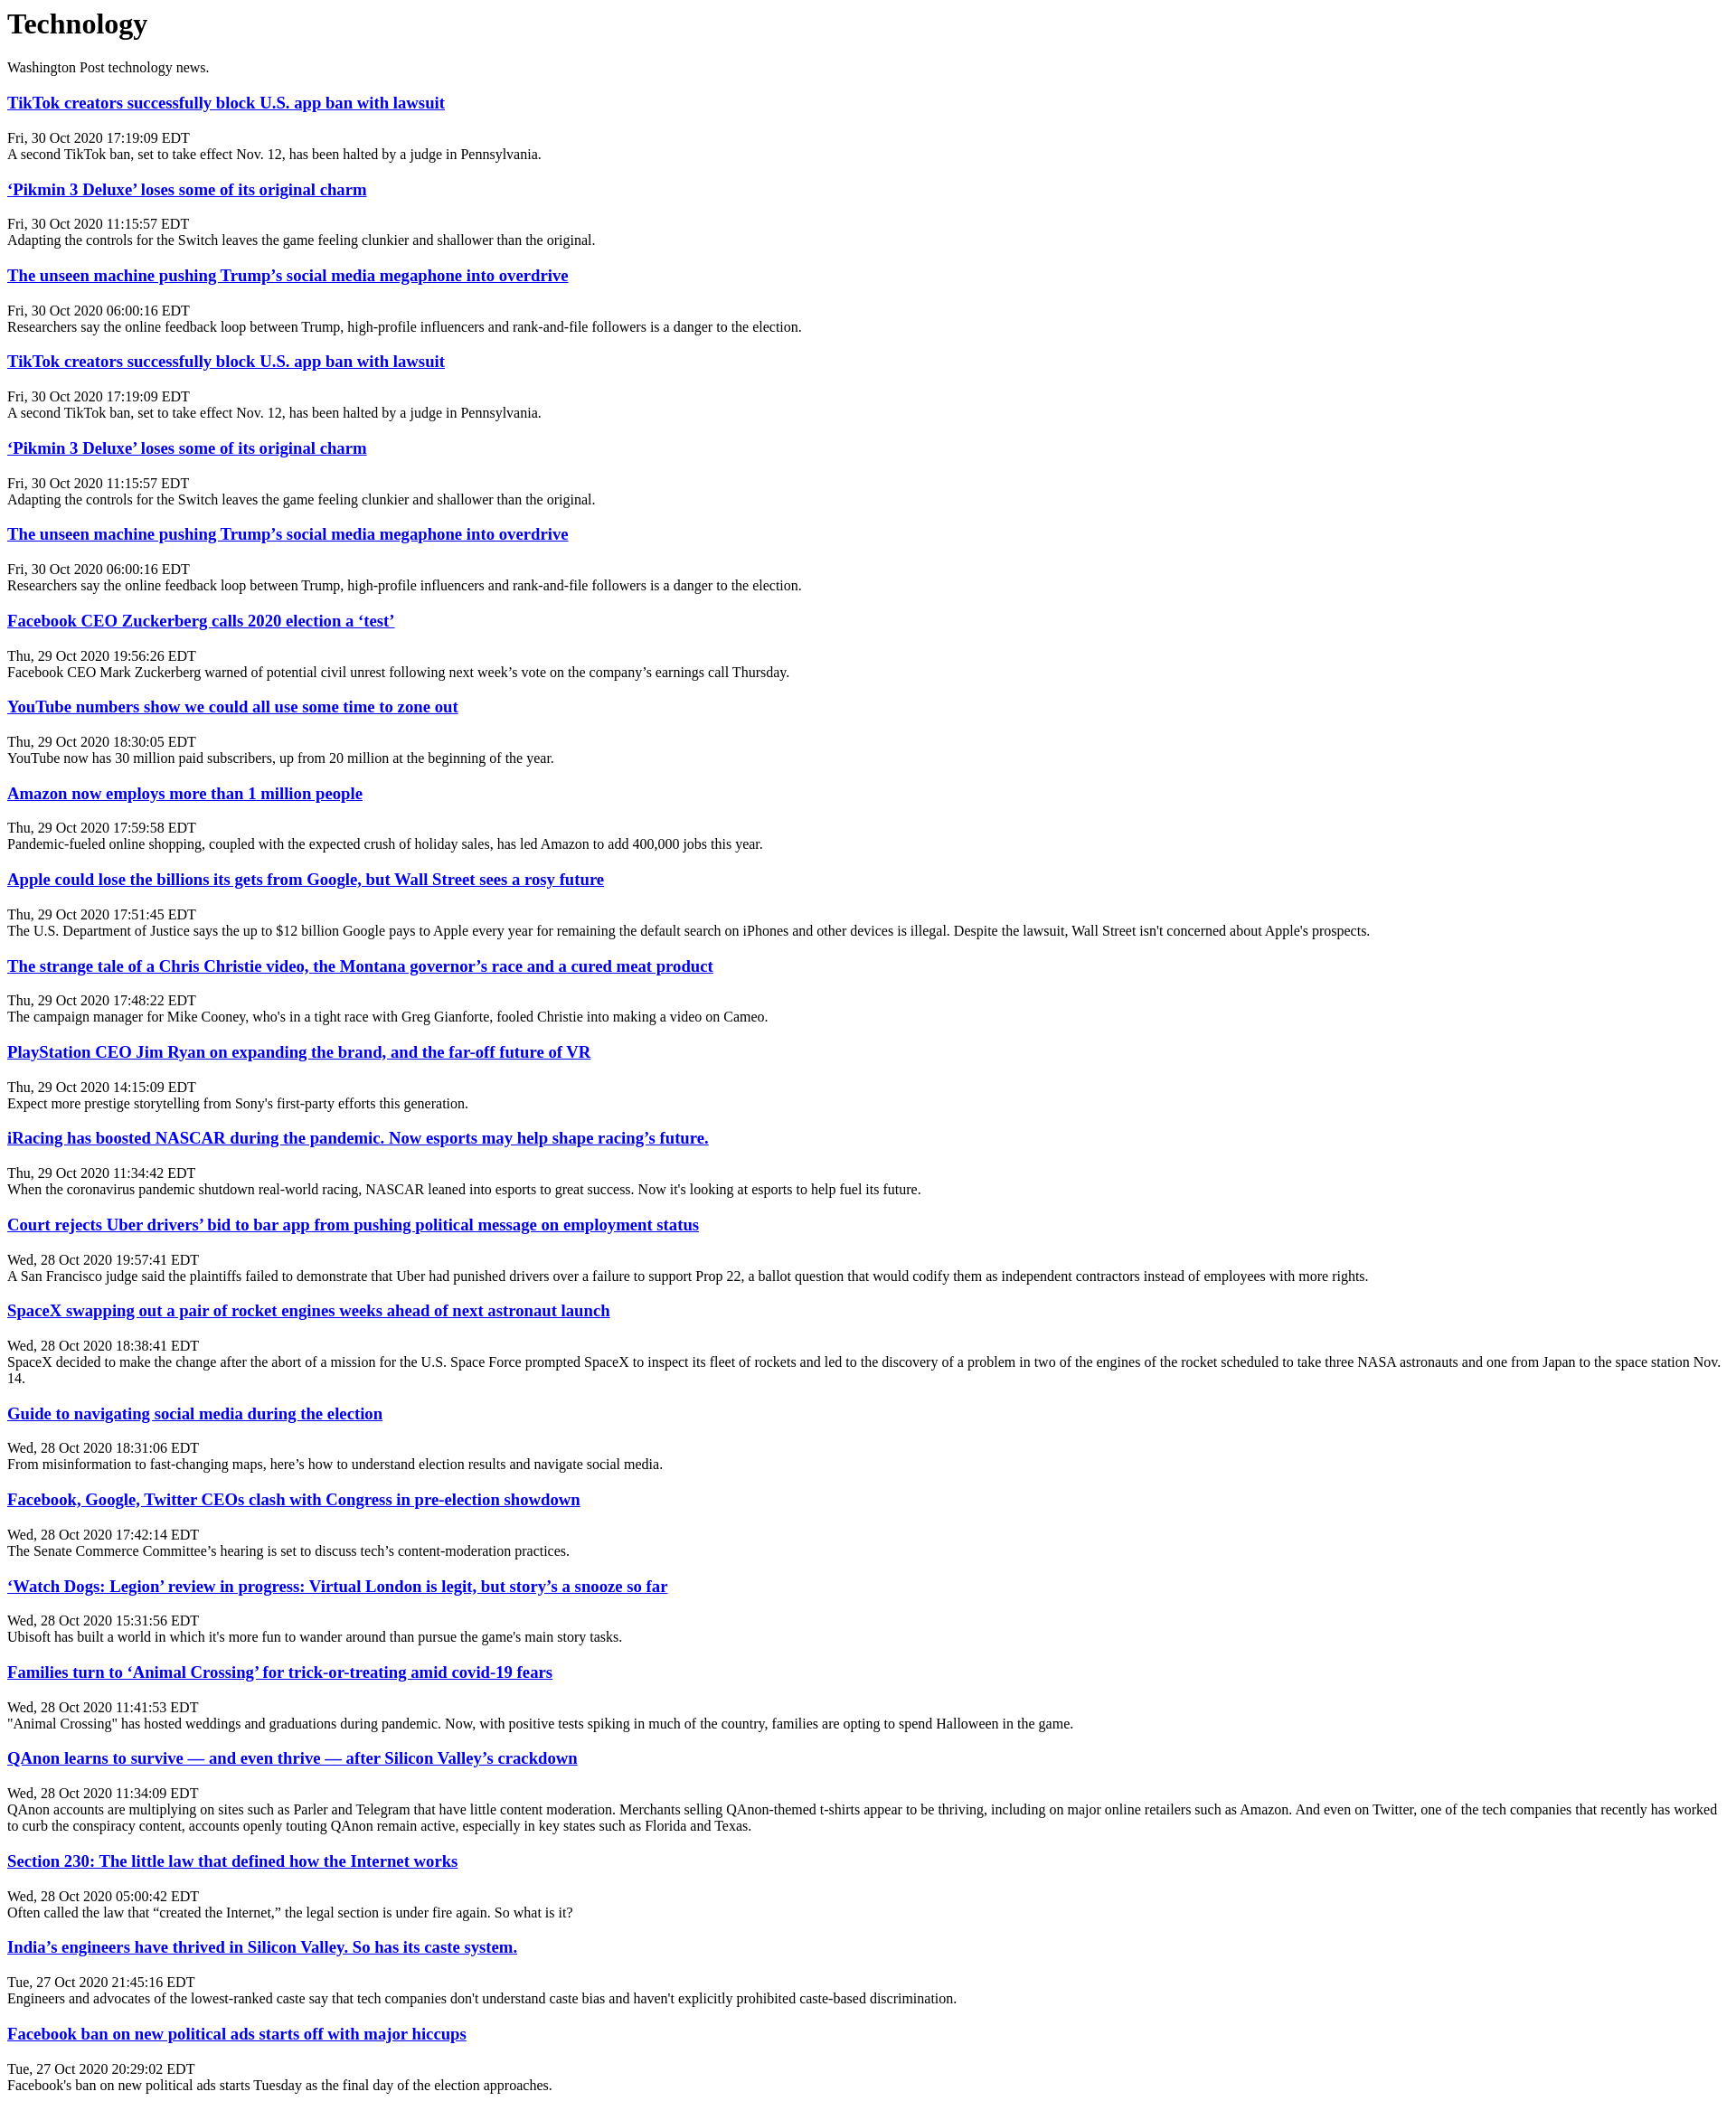 Technology
Washington Post technology news.
TikTok creators successfully block U.S. app ban with lawsuit
Fri, 30 Oct 2020 17:19:09 EDT
A second TikTok ban, set to take effect Nov. 12, has been halted by a judge in Pennsylvania.
‘Pikmin 3 Deluxe’ loses some of its original charm
Fri, 30 Oct 2020 11:15:57 EDT
Adapting the controls for the Switch leaves the game feeling clunkier and shallower than the original.
The unseen machine pushing Trump’s social media megaphone into overdrive
Fri, 30 Oct 2020 06:00:16 EDT
Researchers say the online feedback loop between Trump, high-profile influencers and rank-and-file followers is a danger to the election.
TikTok creators successfully block U.S. app ban with lawsuit
Fri, 30 Oct 2020 17:19:09 EDT
A second TikTok ban, set to take effect Nov. 12, has been halted by a judge in Pennsylvania.
‘Pikmin 3 Deluxe’ loses some of its original charm
Fri, 30 Oct 2020 11:15:57 EDT
Adapting the controls for the Switch leaves the game feeling clunkier and shallower than the original.
The unseen machine pushing Trump’s social media megaphone into overdrive
Fri, 30 Oct 2020 06:00:16 EDT
Researchers say the online feedback loop between Trump, high-profile influencers and rank-and-file followers is a danger to the election.
Facebook CEO Zuckerberg calls 2020 election a ‘test’
Thu, 29 Oct 2020 19:56:26 EDT
Facebook CEO Mark Zuckerberg warned of potential civil unrest following next week’s vote on the company’s earnings call Thursday.
YouTube numbers show we could all use some time to zone out
Thu, 29 Oct 2020 18:30:05 EDT
YouTube now has 30 million paid subscribers, up from 20 million at the beginning of the year.
Amazon now employs more than 1 million people
Thu, 29 Oct 2020 17:59:58 EDT
Pandemic-fueled online shopping, coupled with the expected crush of holiday sales, has led Amazon to add 400,000 jobs this year.
Apple could lose the billions its gets from Google, but Wall Street sees a rosy future
Thu, 29 Oct 2020 17:51:45 EDT
The U.S. Department of Justice says the up to $12 billion Google pays to Apple every year for remaining the default search on iPhones and other devices is illegal. Despite the lawsuit, Wall Street isn't concerned about Apple's prospects.
The strange tale of a Chris Christie video, the Montana governor’s race and a cured meat product
Thu, 29 Oct 2020 17:48:22 EDT
The campaign manager for Mike Cooney, who's in a tight race with Greg Gianforte, fooled Christie into making a video on Cameo.
PlayStation CEO Jim Ryan on expanding the brand, and the far-off future of VR
Thu, 29 Oct 2020 14:15:09 EDT
Expect more prestige storytelling from Sony's first-party efforts this generation.
iRacing has boosted NASCAR during the pandemic. Now esports may help shape racing’s future.
Thu, 29 Oct 2020 11:34:42 EDT
When the coronavirus pandemic shutdown real-world racing, NASCAR leaned into esports to great success. Now it's looking at esports to help fuel its future.
Court rejects Uber drivers’ bid to bar app from pushing political message on employment status
Wed, 28 Oct 2020 19:57:41 EDT
A San Francisco judge said the plaintiffs failed to demonstrate that Uber had punished drivers over a failure to support Prop 22, a ballot question that would codify them as independent contractors instead of employees with more rights.
SpaceX swapping out a pair of rocket engines weeks ahead of next astronaut launch
Wed, 28 Oct 2020 18:38:41 EDT
SpaceX decided to make the change after the abort of a mission for the U.S. Space Force prompted SpaceX to inspect its fleet of rockets and led to the discovery of a problem in two of the engines of the rocket scheduled to take three NASA astronauts and one from Japan to the space station Nov.
14.
Guide to navigating social media during the election
Wed, 28 Oct 2020 18:31:06 EDT
From misinformation to fast-changing maps, here’s how to understand election results and navigate social media.
Facebook, Google, Twitter CEOs clash with Congress in pre-election showdown
Wed, 28 Oct 2020 17:42:14 EDT
The Senate Commerce Committee’s hearing is set to discuss tech’s content-moderation practices.
‘Watch Dogs: Legion’ review in progress: Virtual London is legit, but story’s a snooze so far
Wed, 28 Oct 2020 15:31:56 EDT
Ubisoft has built a world in which it's more fun to wander around than pursue the game's main story tasks.
Families turn to ‘Animal Crossing’ for trick-or-treating amid covid-19 fears
Wed, 28 Oct 2020 11:41:53 EDT
"Animal Crossing" has hosted weddings and graduations during pandemic. Now, with positive tests spiking in much of the country, families are opting to spend Halloween in the game.
QAnon learns to survive — and even thrive — after Silicon Valley’s crackdown
Wed, 28 Oct 2020 11:34:09 EDT
QAnon accounts are multiplying on sites such as Parler and Telegram that have little content moderation. Merchants selling QAnon-themed t-shirts appear to be thriving, including on major online retailers such as Amazon. And even on Twitter, one of the tech companies that recently has worked
to curb the conspiracy content, accounts openly touting QAnon remain active, especially in key states such as Florida and Texas.
Section 230: The little law that defined how the Internet works
Wed, 28 Oct 2020 05:00:42 EDT
Often called the law that “created the Internet,” the legal section is under fire again. So what is it?
India’s engineers have thrived in Silicon Valley. So has its caste system.
Tue, 27 Oct 2020 21:45:16 EDT
Engineers and advocates of the lowest-ranked caste say that tech companies don't understand caste bias and haven't explicitly prohibited caste-based discrimination.
Facebook ban on new political ads starts off with major hiccups
Tue, 27 Oct 2020 20:29:02 EDT
Facebook's ban on new political ads starts Tuesday as the final day of the election approaches.